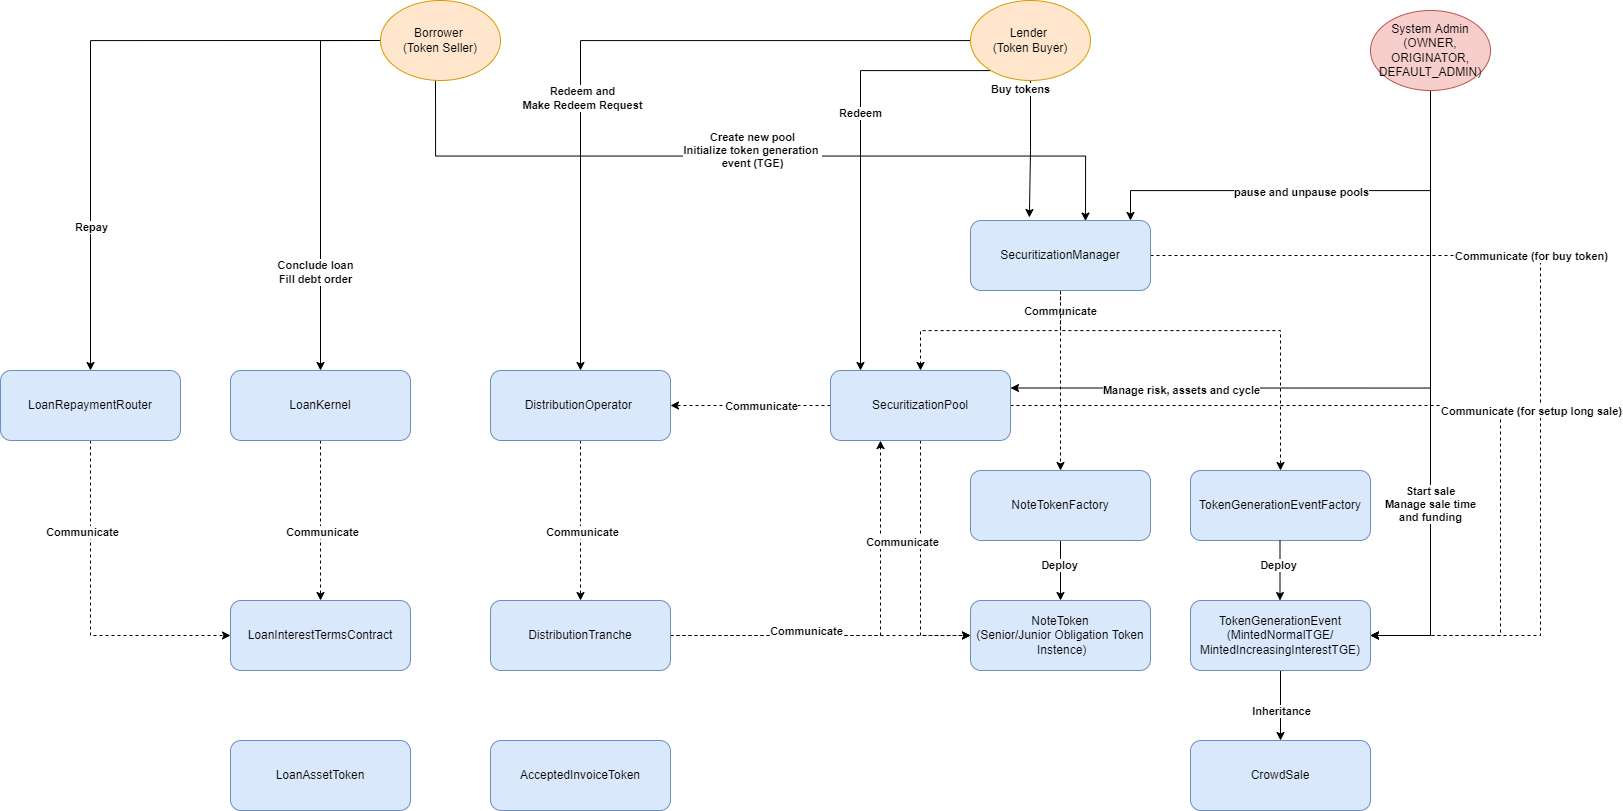 Borrower
(Token Seller)
Lender
(Token Buyer)
System Admin
(OWNER,
ORIGINATOR,
DEFAULT_ADMIN)
Redeem and
Make Redeem Request
Buy tokens
Redeem
Create new pool
Initialize token generation
event (TGE)
pause and unpause pools
Repay
Conclude loan
Fill debt order
SecuritizationManager
Communicate (for buy token)
Communicate
LoanRepaymentRouter
LoanKernel
DistributionOperator
Communicate
SecuritizationPool
Manage risk, assets and cycle
Communicate (for setup long sale)
NoteTokenFactory
TokenGenerationEventFactory
Start sale
Manage sale time
and funding
Communicate
Communicate
Communicate
Communicate
Deploy
Deploy
LoanInterestTermsContract
DistributionTranche
Communicate
NoteToken
(Senior/Junior Obligation Token
Instence)
TokenGenerationEvent
(MintedNormalTGE/
MintedIncreasingInterestTGE)
Inheritance
LoanAssetToken
AcceptedInvoiceToken
CrowdSale